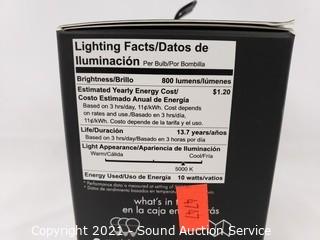 Lighting Facts/Datos de
Iluminación Per Bulb/Por Bombilla
Brightness/Brillo 800 lumens/lúmenes
Estimated Yearly Energy Cost/ $1.20
Costo Estimado Anual de Energía
Based on 3 hrs/day, 11¢/kWh. Cost depends
on rates and use./Basado en 3 hrs/día,
11¢/kWh. Costo depende de la tarifa y el uso.
Life/Duración 13.7 years/años
Based on 3 hrs/day/Basado en 3 horas por día
Light Appearance/Apariencia de Iluminación
Warm/Cálida Cool/Fría
5000 K
Energy Used/Uso de Energía 10 watts/vatios
what's in t
en la caja en
rás
Copyright 2021 - Sound Auction Service